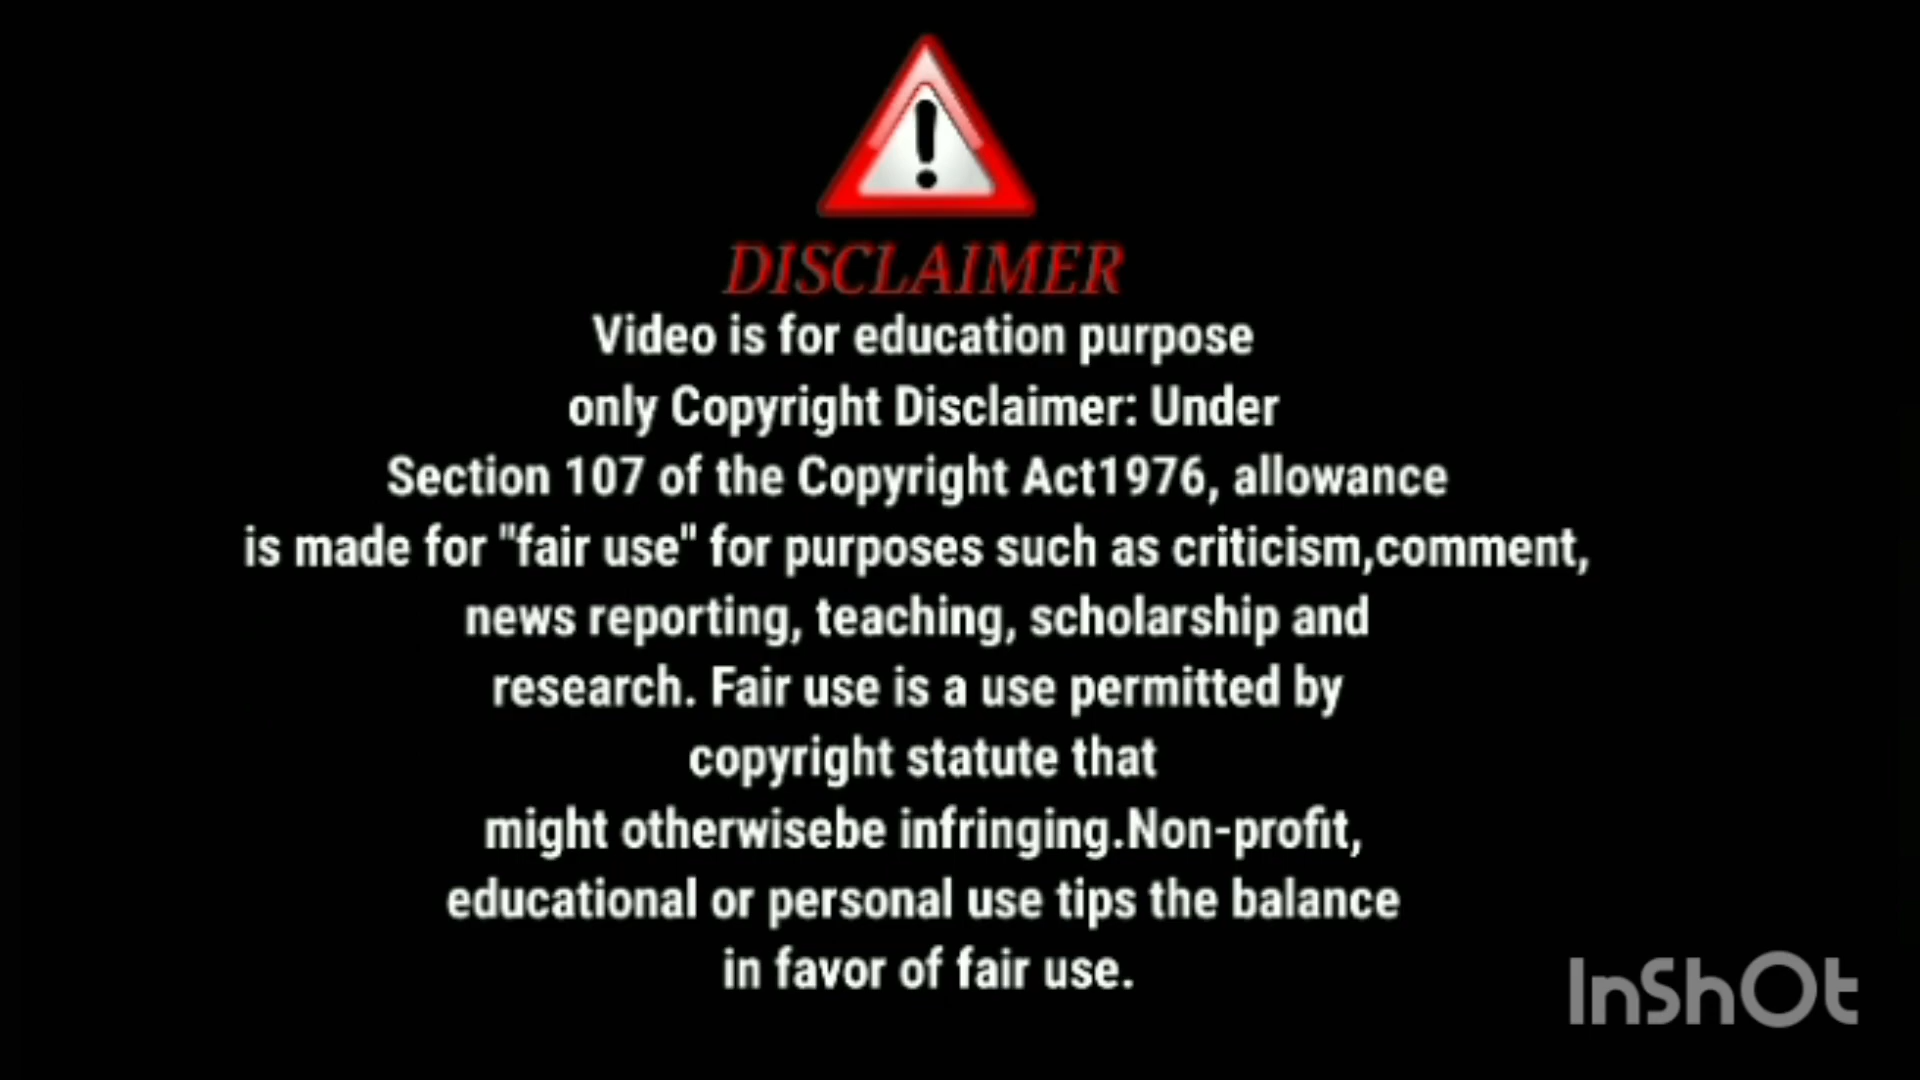 !
DISCLAIMER
Video is for education purpose
only Copyright Disclaimer: Under
Section 107 of the Copyright Act1976, allowance
is made for "fair use" for purposes such as criticism,comment,
news reporting, teaching, scholarship and
research. Fair use is a use permitted by
copyright statute that
might otherwisebe infringing.Non-profit,
educational or personal use tips the balance
in favor of fair use.
InShOt